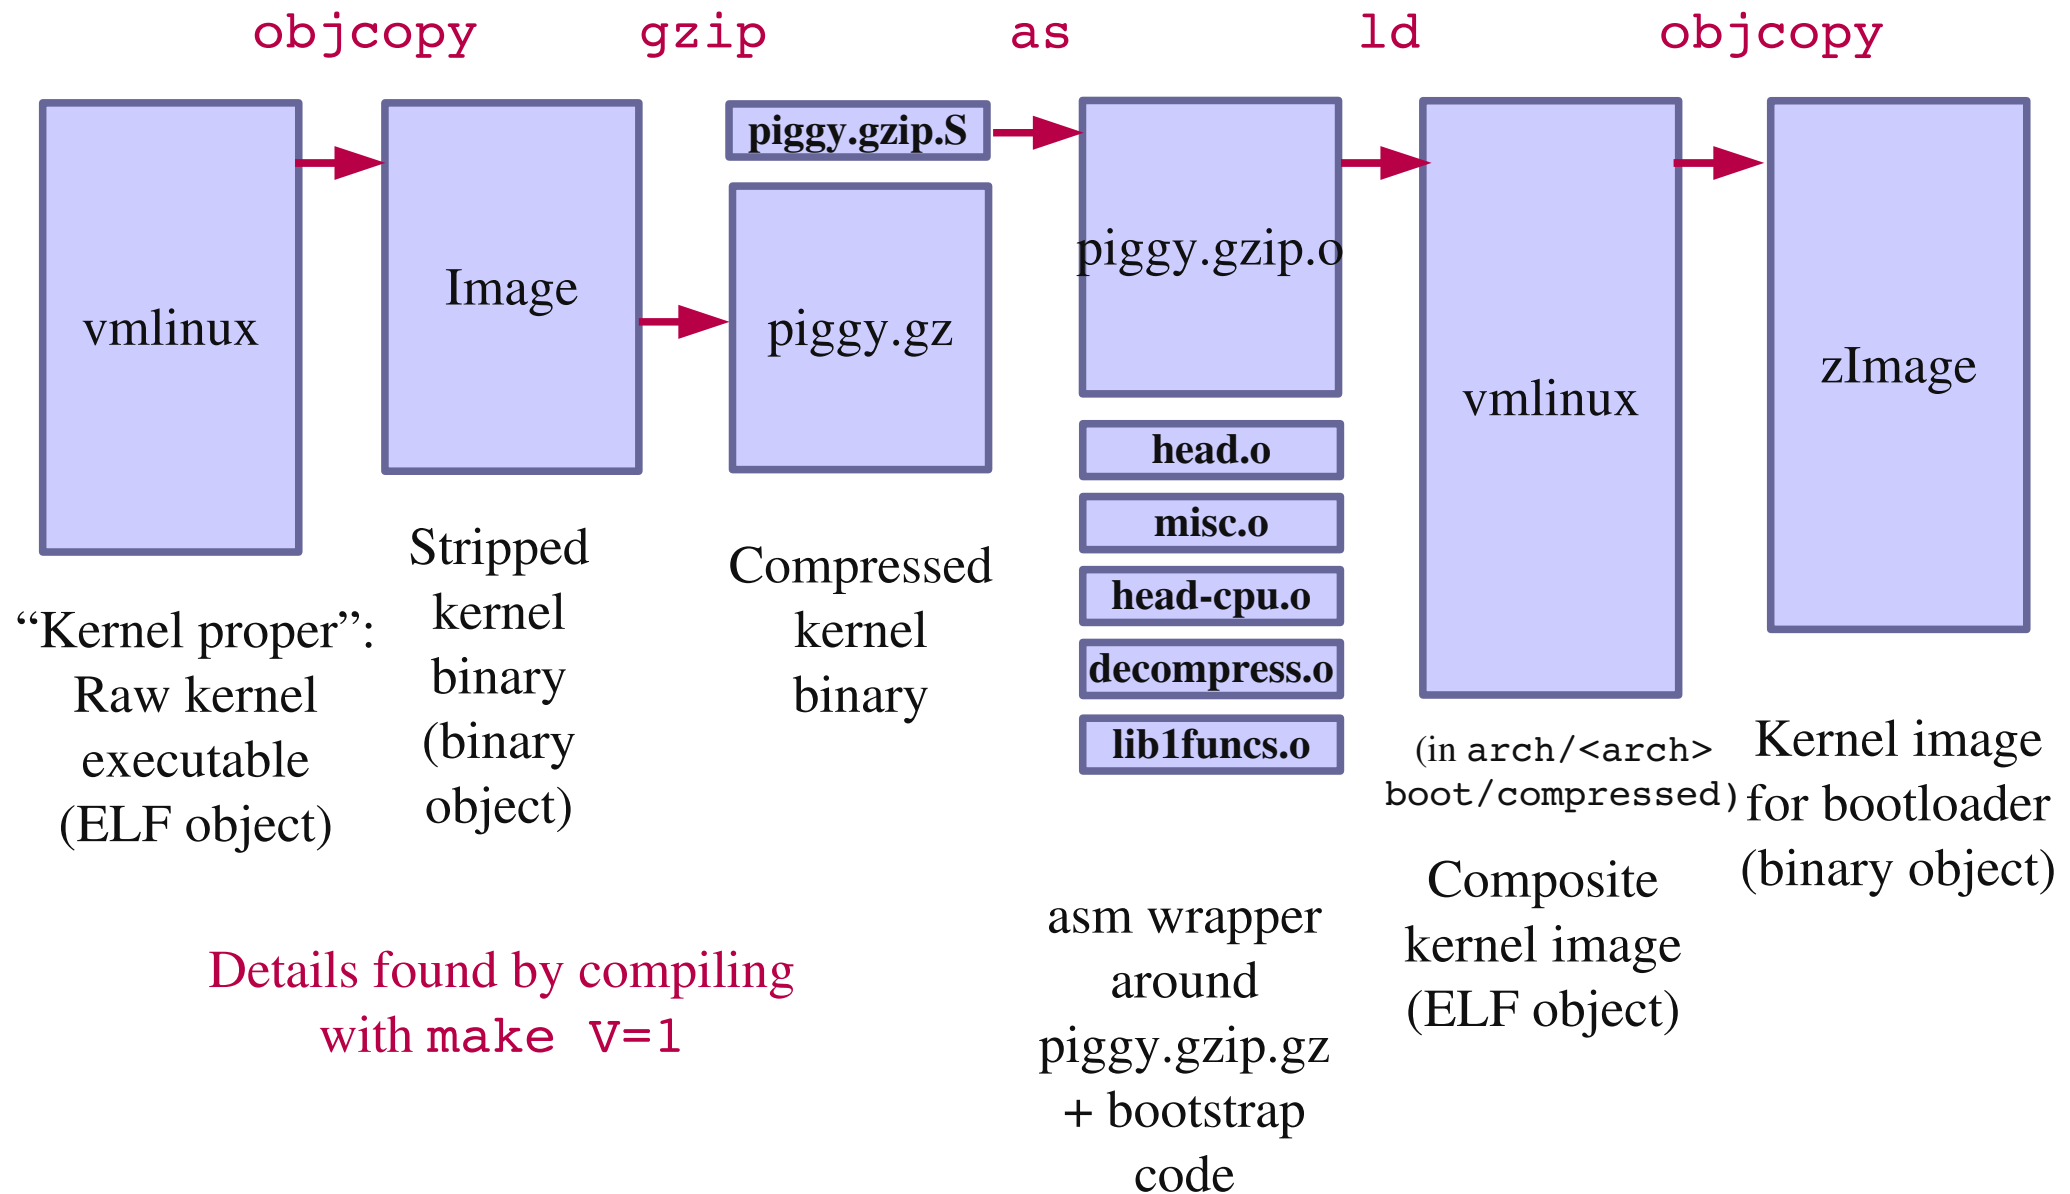 objcopy
gzip
as
ld
objcopy
vmlinux
Image
piggy.gzip.S
piggy.gz
piggy.gzip.o
head.o
misc.o
head-cpu.o
decompress.o
lib1funcs.o
vmlinux
zImage
“Kernel proper”:
Raw kernel
executable
(ELF object)
Stripped
kernel
binary
(binary
object)
Compressed
kernel
binary
asm wrapper
around
piggy.gzip.gz
+ bootstrap
code
(in arch/<arch>
boot/compressed)
Composite
kernel image
(ELF object)
Kernel image
for bootloader
(binary object)
Details found by compiling
with make V=1